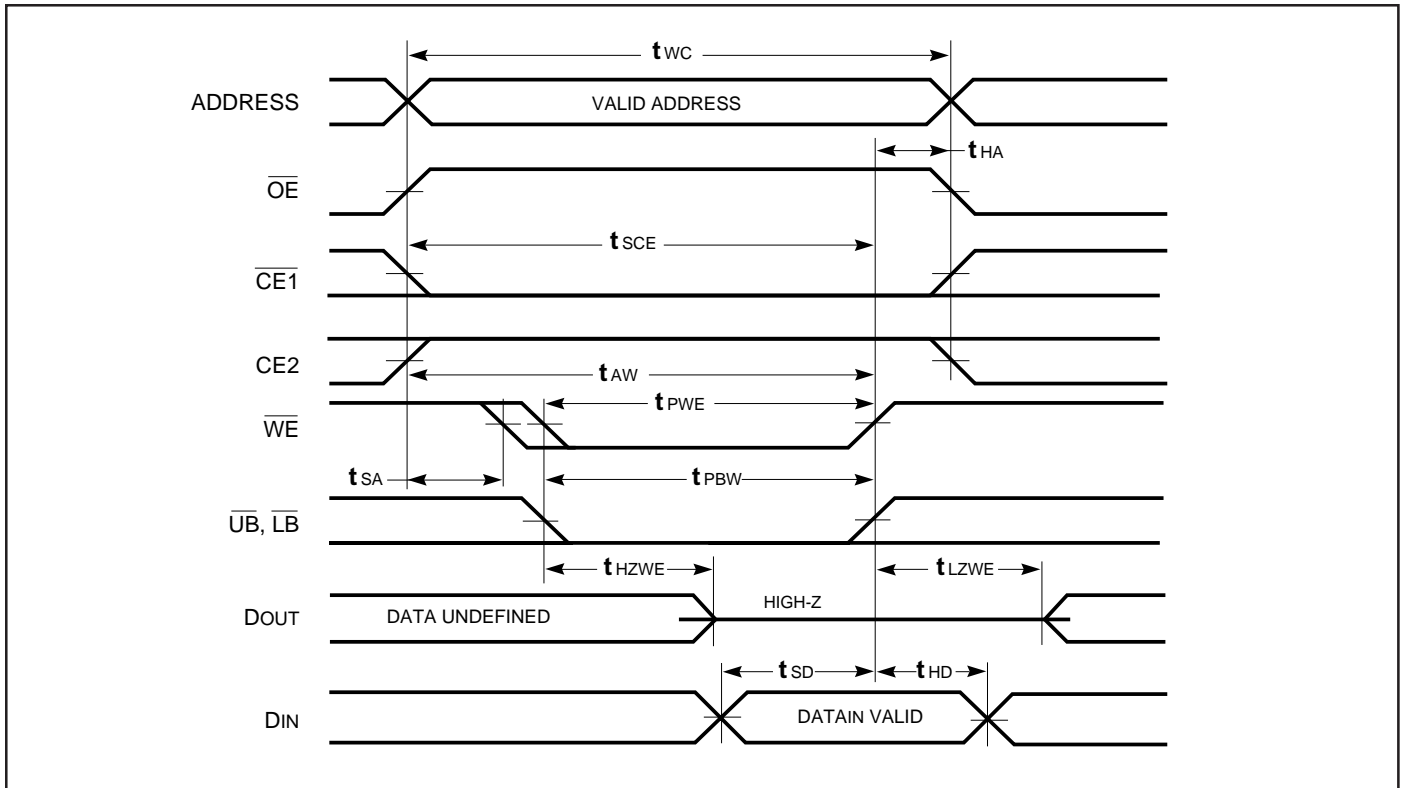 tWC
ADDRESS
VALID ADDRESS
tHA
OE
tSCE
CE1
CE2
tAW
tPWE
WE
tSA
tPBW
UB, LB
tHZWE
tLZWE
DOUT
DATA UNDEFINED
HIGH-Z
tSD
tHD
DIN
DATAIN VALID